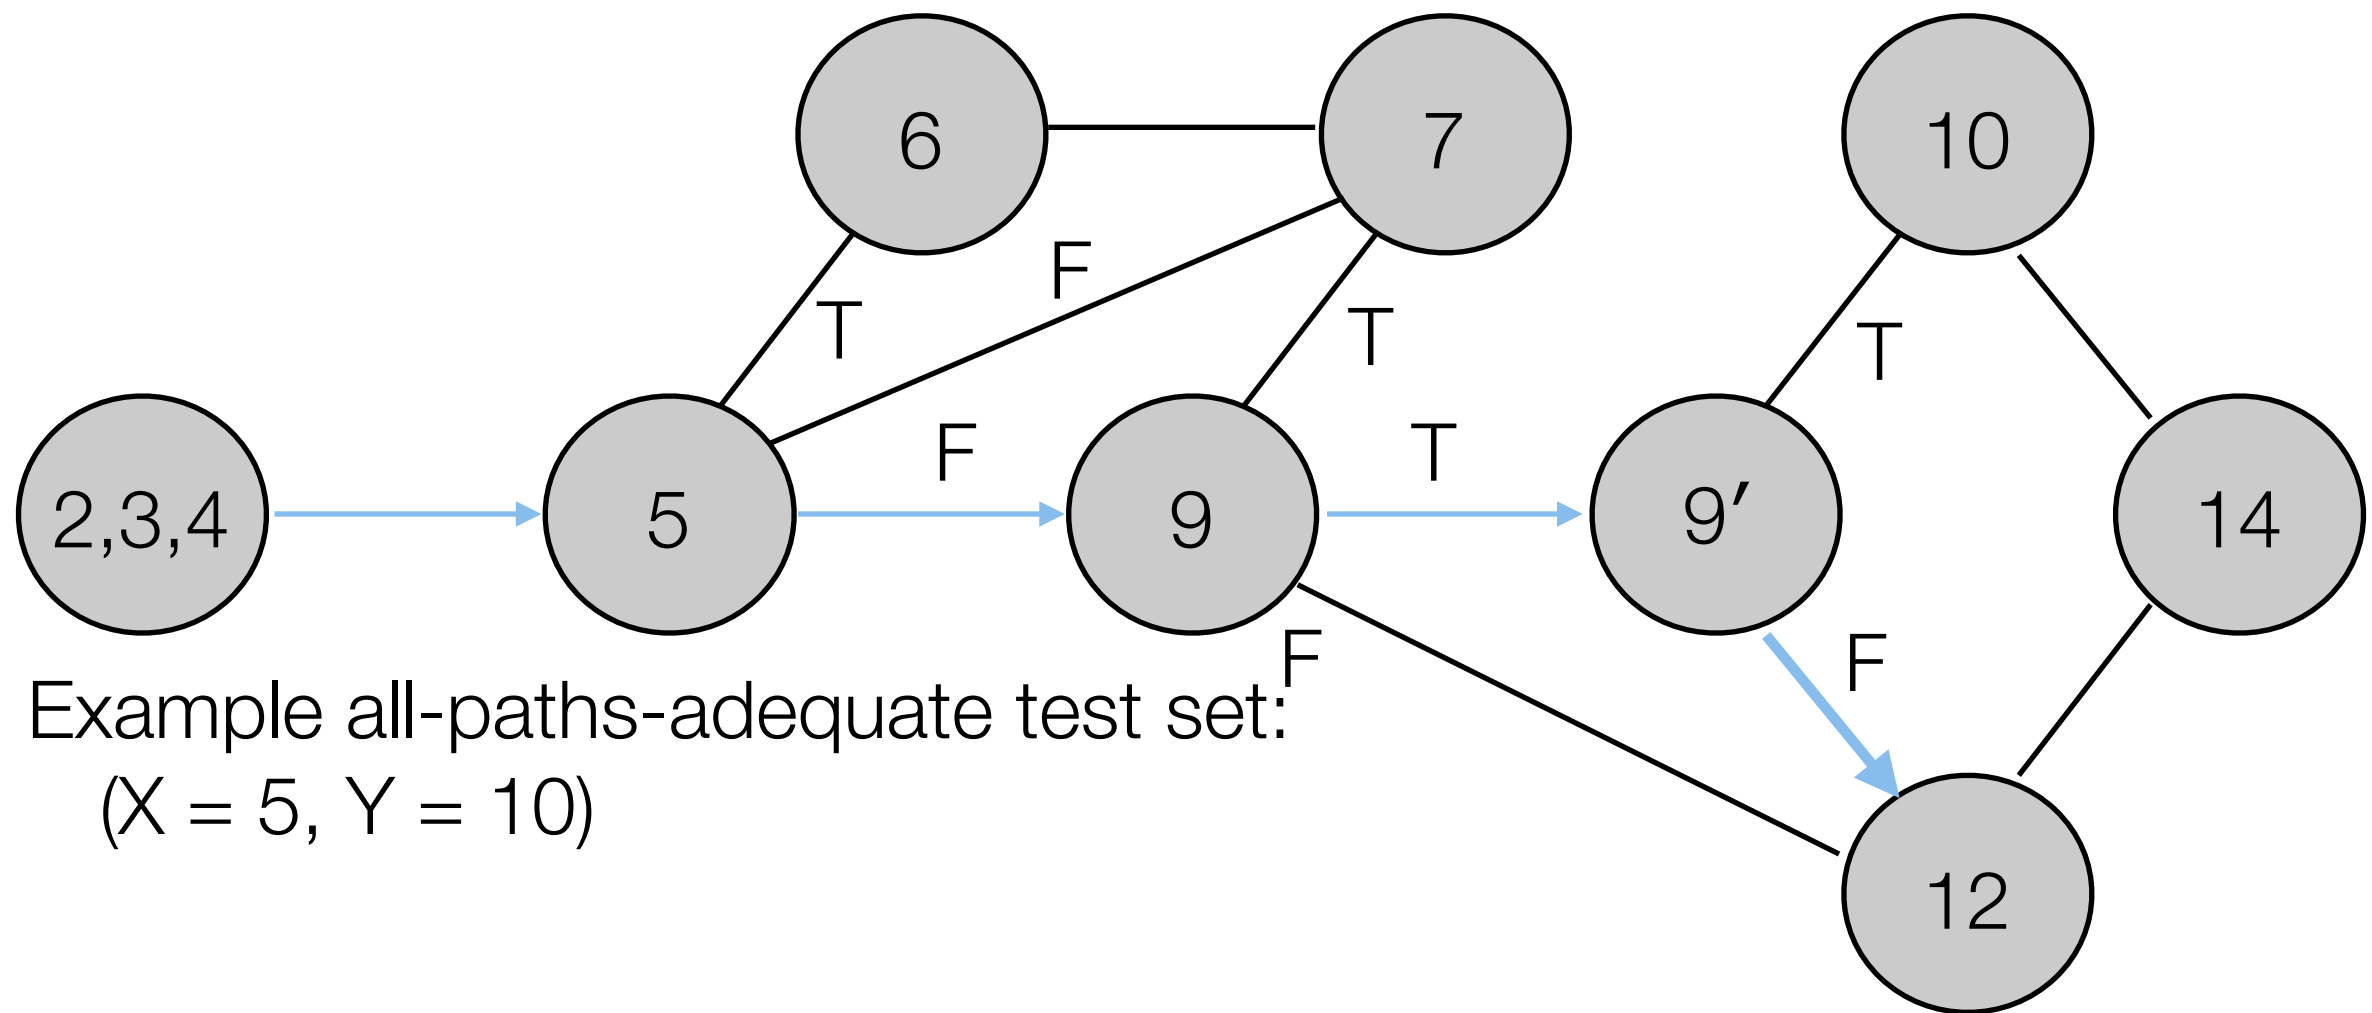 6
7
10
F
T
T
T
F
T
2,3,4
5
9
9′
14
F
F
Example all-paths-adequate test set:
(X = 5, Y = 10)
12